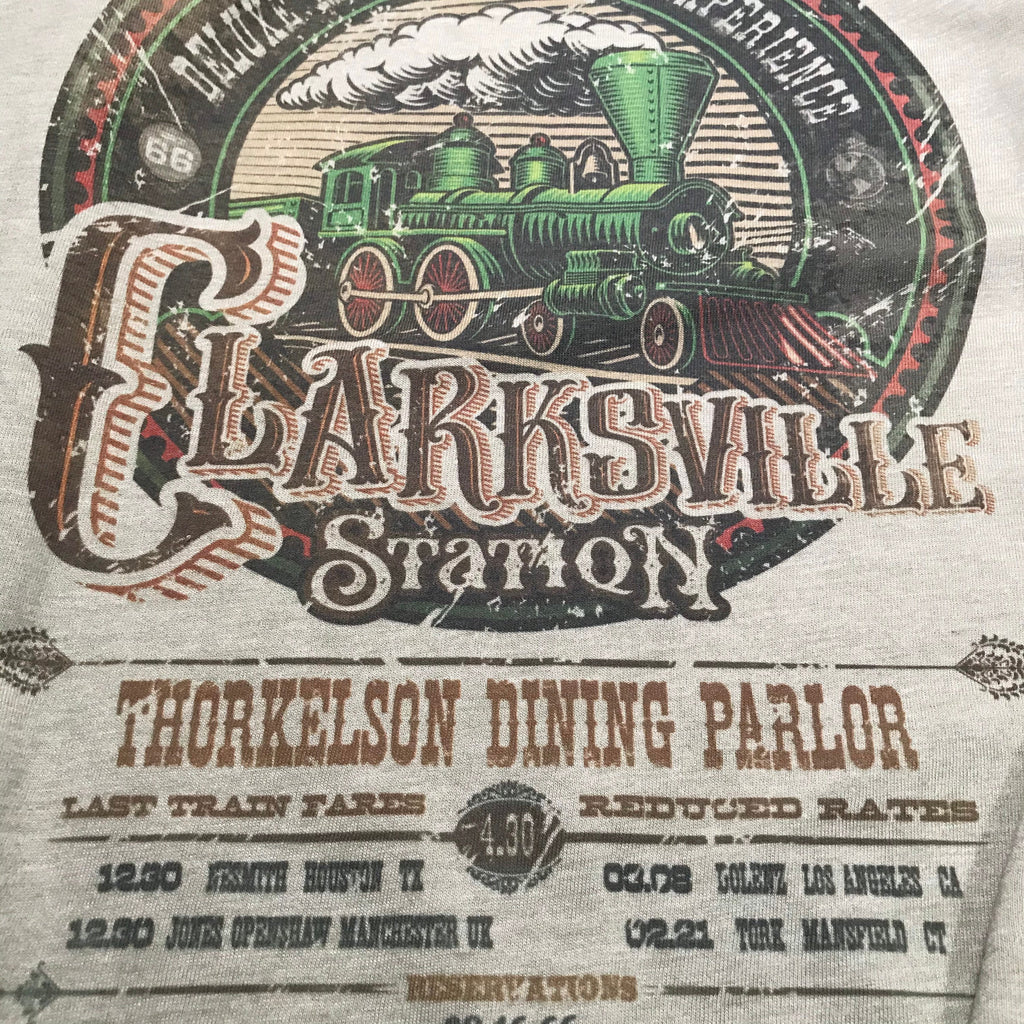 DELUXE
EXPERIENCE
66
CLARKSVILLE
STATION
THORKELSON DINING PARLOR
LAST TRAIN FARES
4.30
REDUCED RATES
12.30 NESMITH HOUSTON TX
03.08 DOLENZ LOS ANGELES CA
12.30 JONES OPENSHAW MANCHESTER UK
02.21 TORK MANSFIELD CT
RESERVATIONS